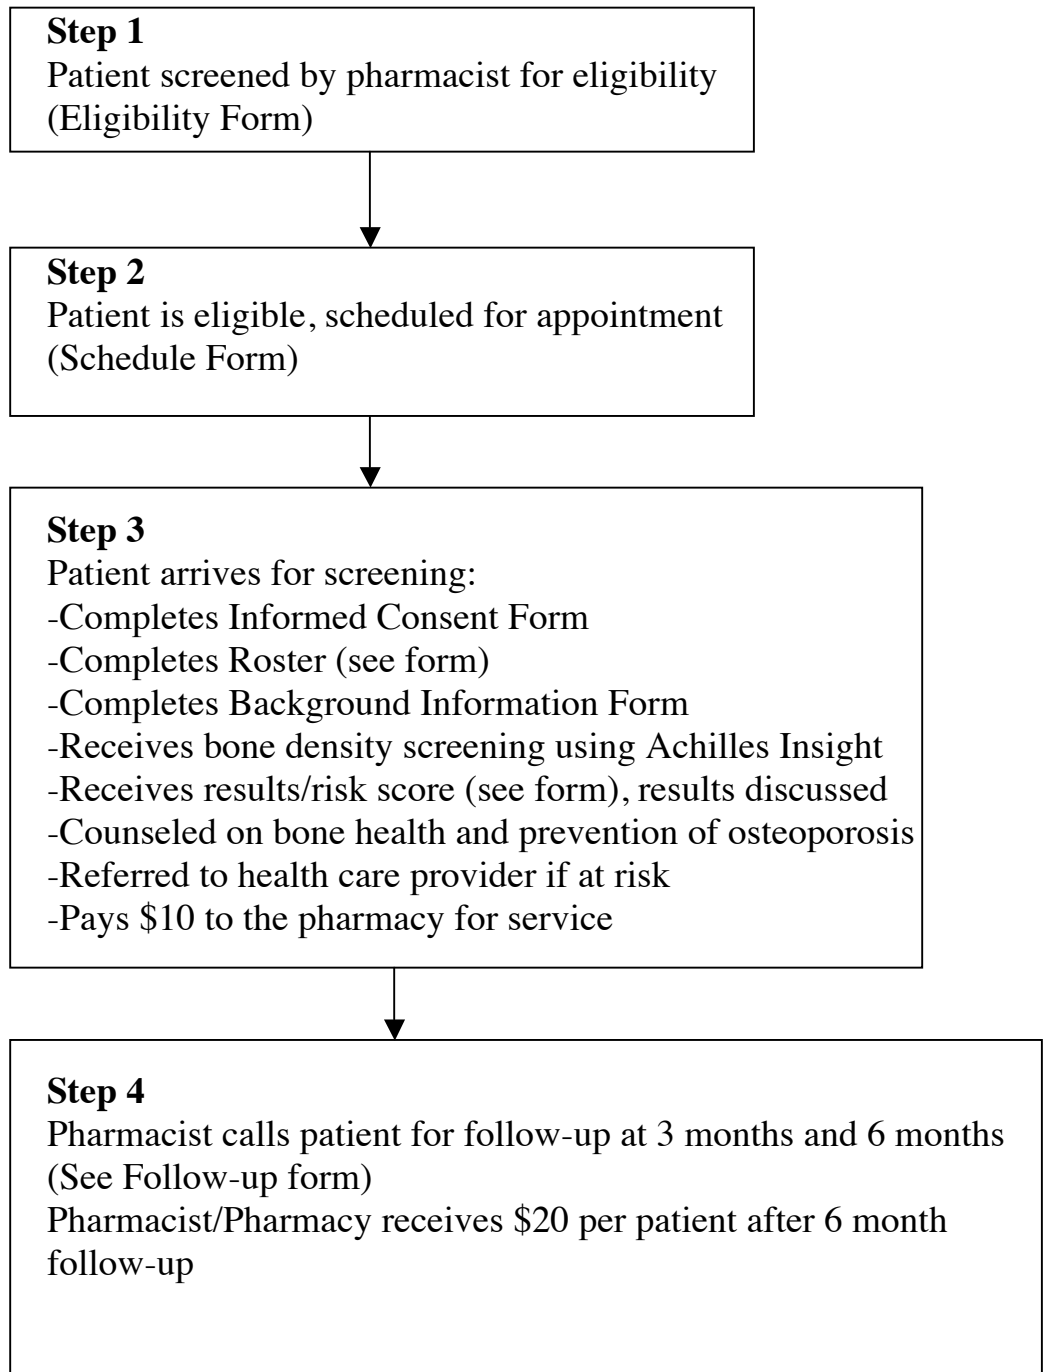 Step 1
Patient screened by pharmacist for eligibility
(Eligibility Form)
Step 2
Patient is eligible, scheduled for appointment
(Schedule Form)
Step 3
Patient arrives for screening:
-Completes Informed Consent Form
-Completes Roster (see form)
-Completes Background Information Form
-Receives bone density screening using Achilles Insight
-Receives results/risk score (see form), results discussed
-Counseled on bone health and prevention of osteoporosis
-Referred to health care provider if at risk
-Pays $10 to the pharmacy for service
Step 4
Pharmacist calls patient for follow-up at 3 months and 6 months
(See Follow-up form)
Pharmacist/Pharmacy receives $20 per patient after 6 month
follow-up